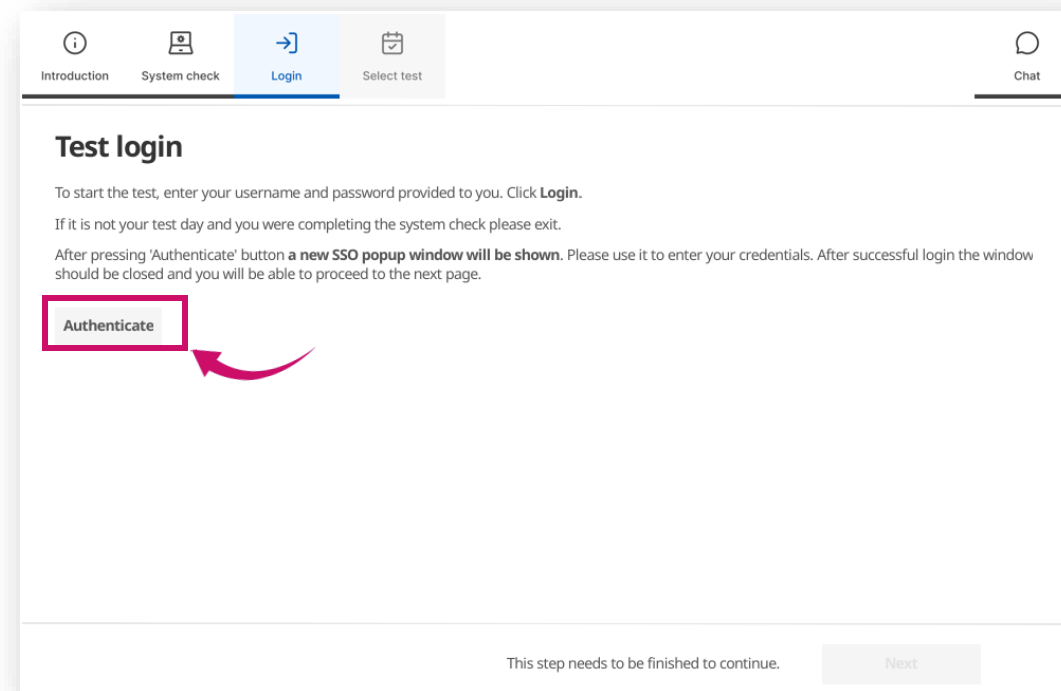 Introduction
System check
Login
Select test
Chat
Test login
To start the test, enter your username and password provided to you. Click Login.
If it is not your test day and you were completing the system check please exit.
After pressing 'Authenticate' button a new SSO popup window will be shown. Please use it to enter your credentials. After successful login the window
should be closed and you will be able to proceed to the next page.
Authenticate
This step needs to be finished to continue.
Next